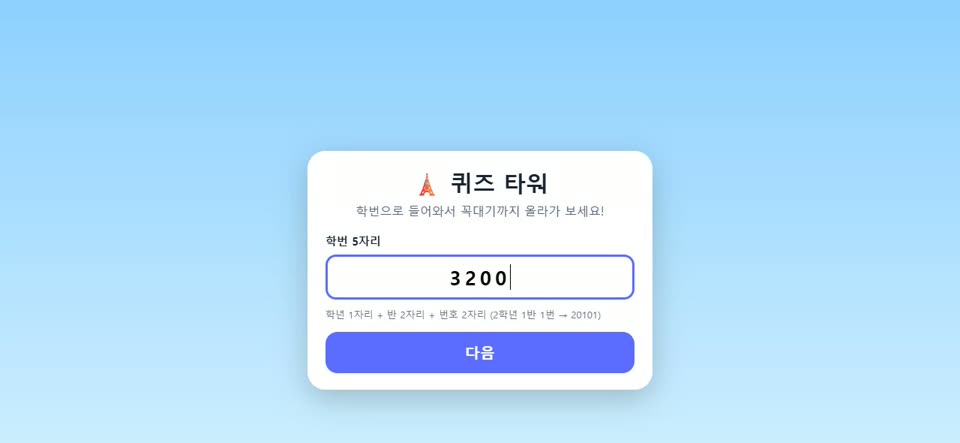 퀴즈 타워
학번으로 들어와서 꼭대기까지 올라가 보세요!
학번 5자리
3200
학년 1자리 + 반 2자리 + 번호 2자리 (2학년 1반 1번 → 20101)
다음